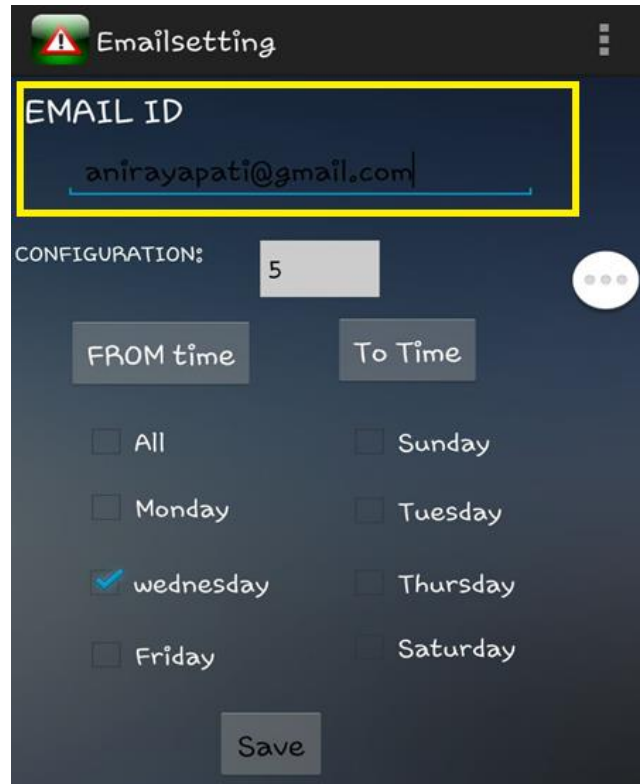 Emailsetting
EMAIL ID
anirayapati@gmail.com
CONFIGURATION: 5
FROM time To Time
All Sunday
Monday Tuesday
wednesday Thursday
Friday Saturday
Save